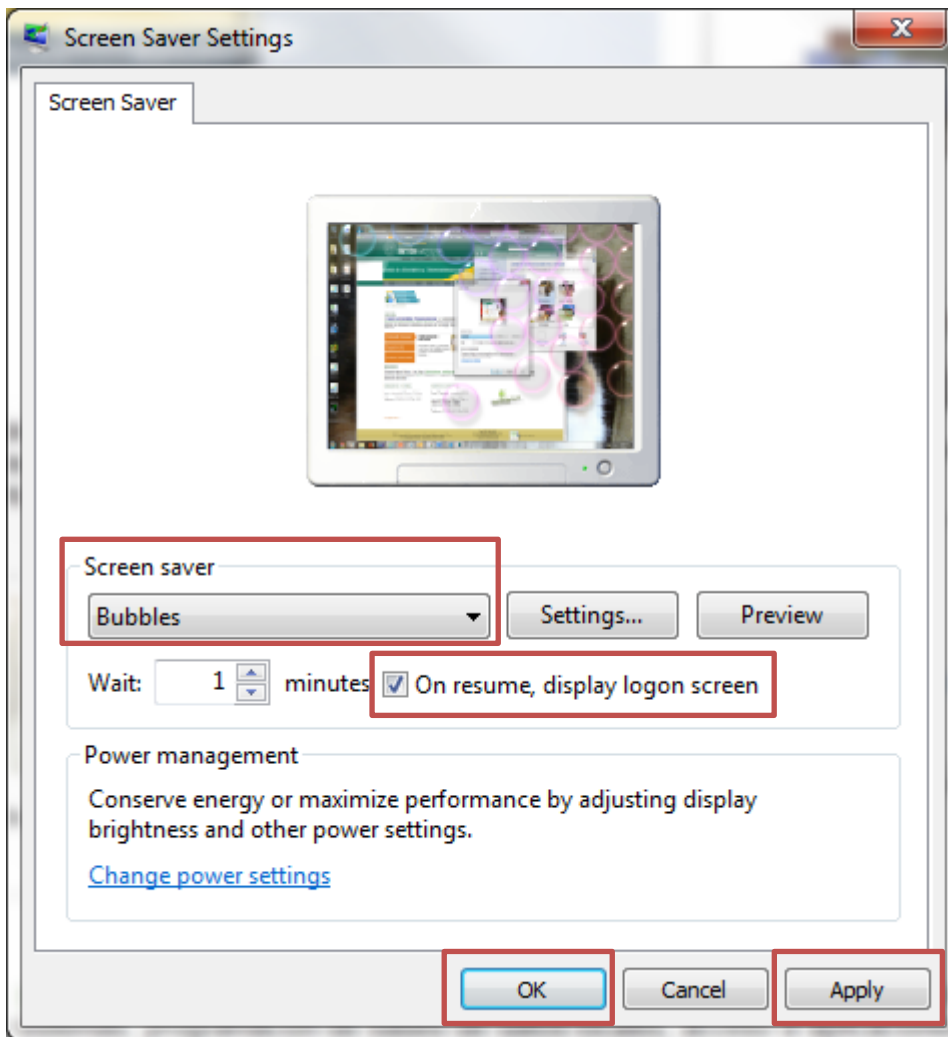 Screen Saver Settings
Screen Saver
Screen saver
Bubbles
Settings...
Preview
Wait: 1 minutes On resume, display logon screen
Power management
Conserve energy or maximize performance by adjusting display
brightness and other power settings.
Change power settings
OK Cancel Apply